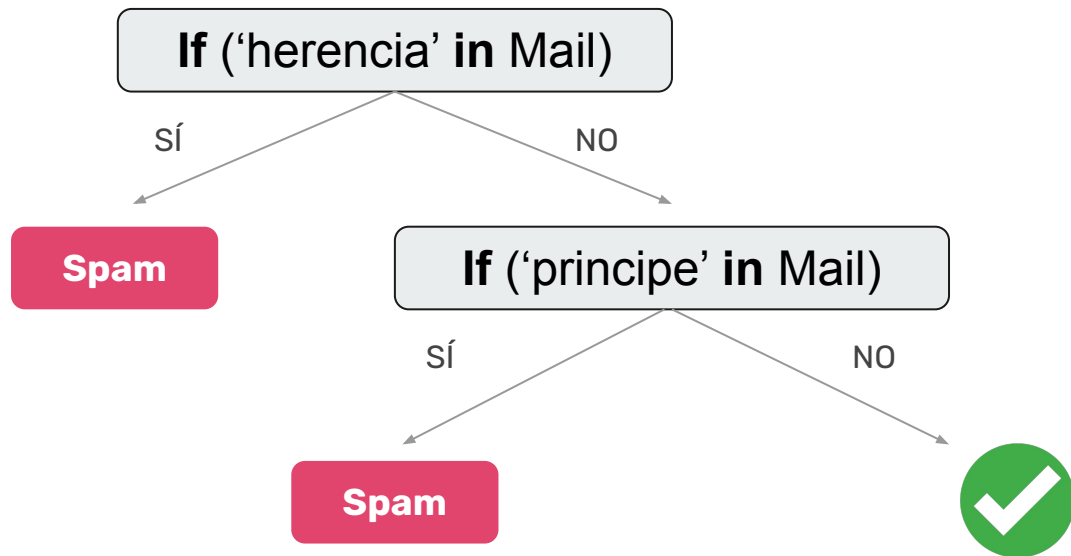 If (‘herencia’ in Mail)
SÍ
NO
Spam
If (‘principe’ in Mail)
SÍ
NO
Spam